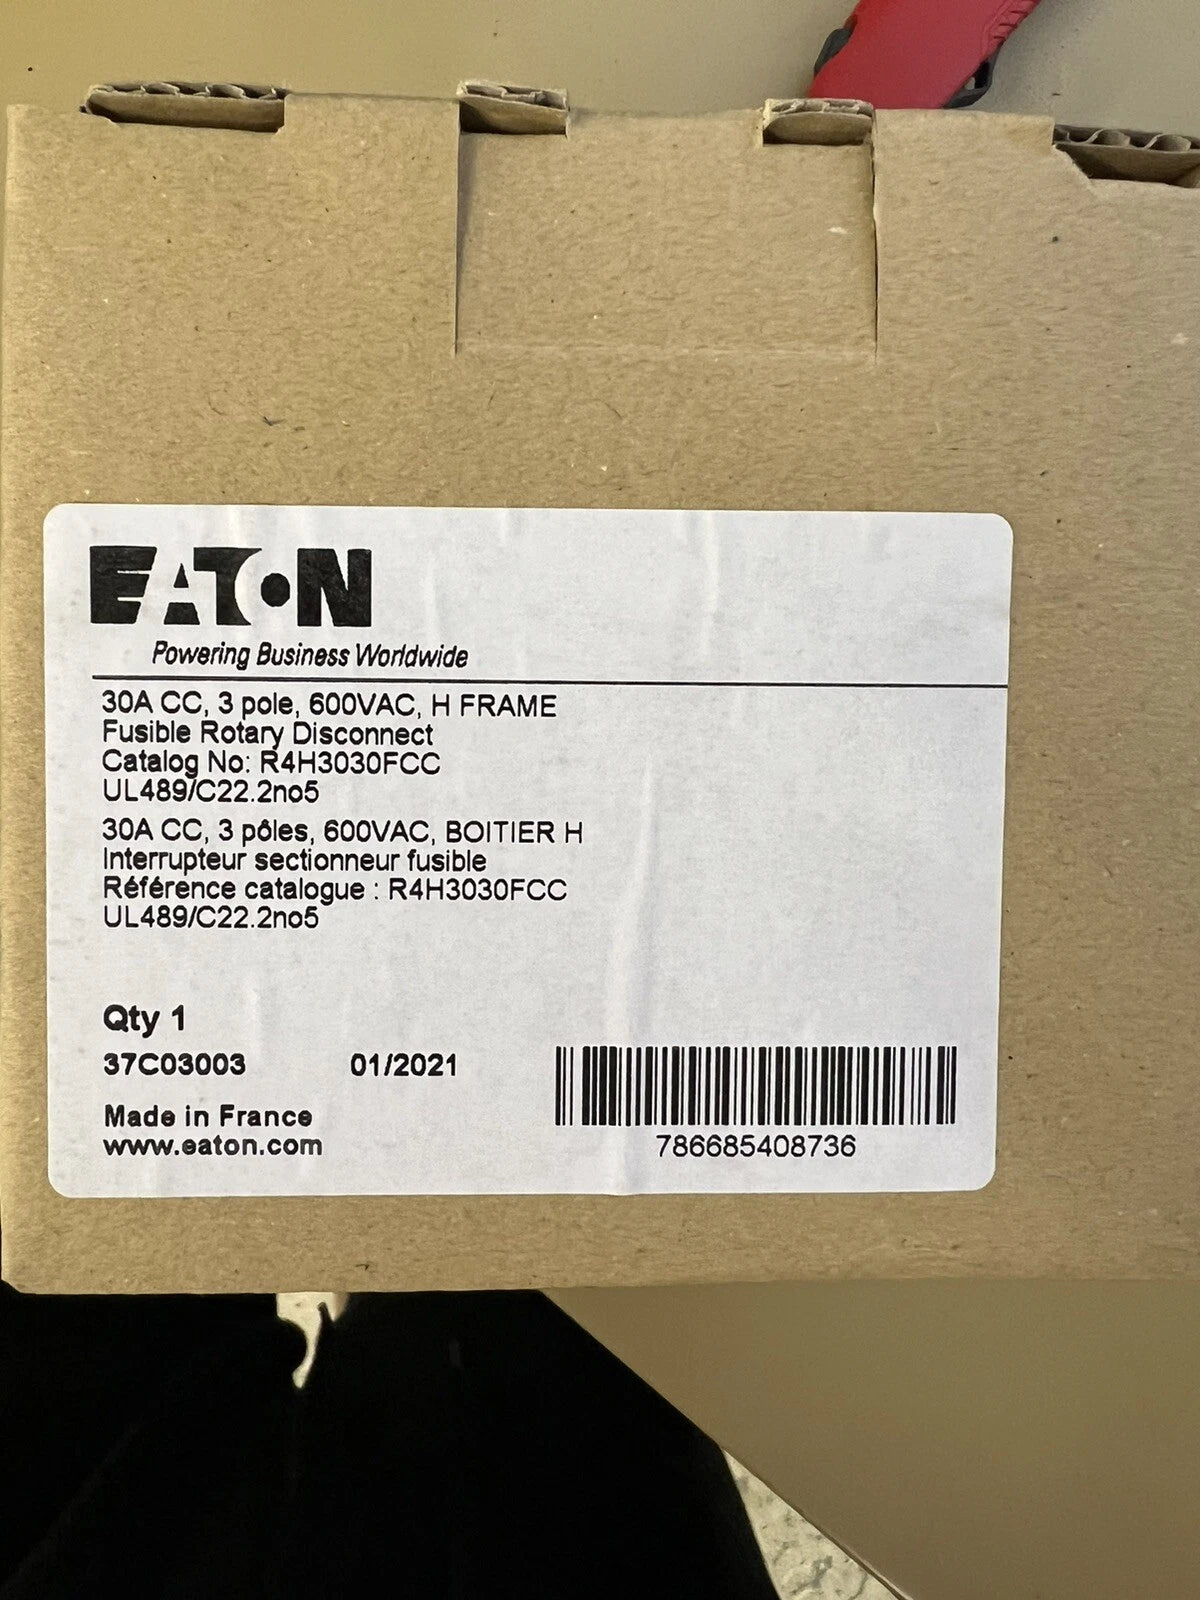 EATON
Powering Business Worldwide
30A CC, 3 pole, 600VAC, H FRAME
Fusible Rotary Disconnect
Catalog No: R4H3030FCC
UL489/C22.2no5
30A CC, 3 pôles, 600VAC, BOITIER H
Interrupteur sectionneur fusible
Référence catalogue : R4H3030FCC
UL489/C22.2no5
Qty 1
37C03003 01/2021
Made in France
www.eaton.com
786685408736